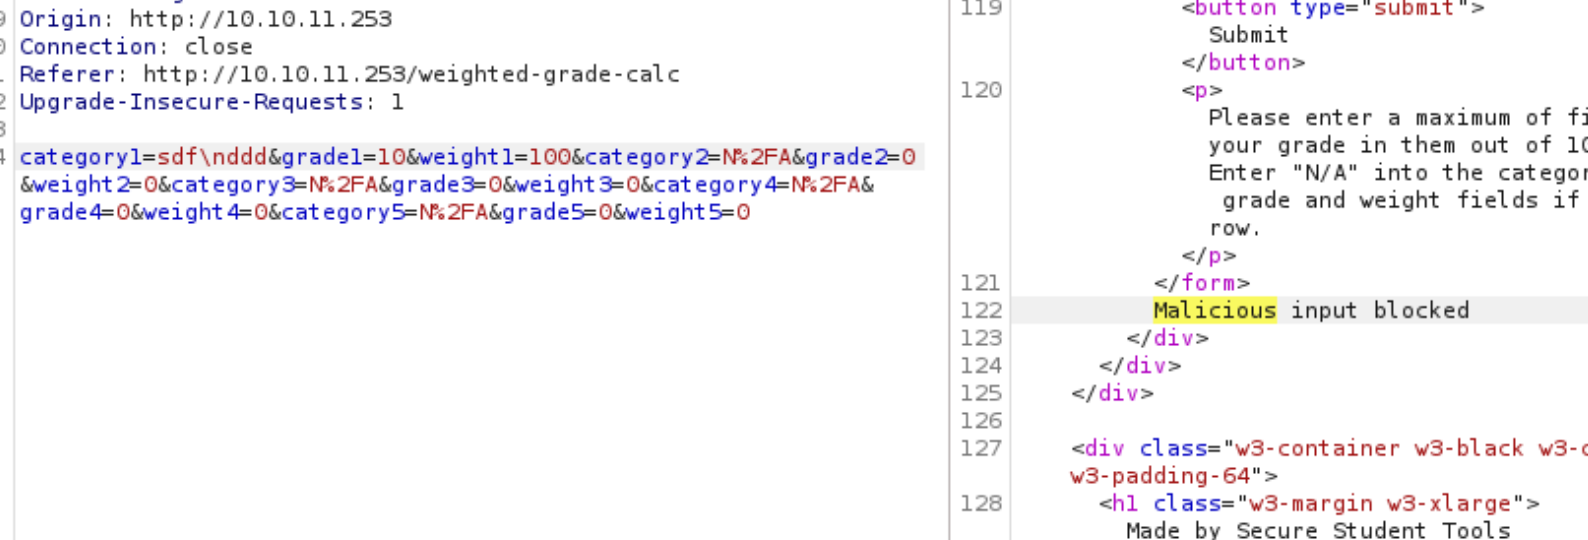 Origin: http://10.10.11.253
Connection: close
Referer: http://10.10.11.253/weighted-grade-calc
Upgrade-Insecure-Requests: 1
category1=sdf\nddd&grade1=10&weight1=100&category2=N%2FA&grade2=0
&weight2=0&category3=N%2FA&grade3=0&weight3=0&category4=N%2FA&
grade4=0&weight4=0&category5=N%2FA&grade5=0&weight5=0
119 <button type="submit">
Submit
</button>
120 <p>
Please enter a maximum of fi
your grade in them out of 10
Enter "N/A" into the categor
grade and weight fields if
row.
</p>
121 </form>
122 Malicious input blocked
123 </div>
124 </div>
125 </div>
126
127 <div class="w3-container w3-black w3-c
w3-padding-64">
128 <h1 class="w3-margin w3-xlarge">
Made by Secure Student Tools